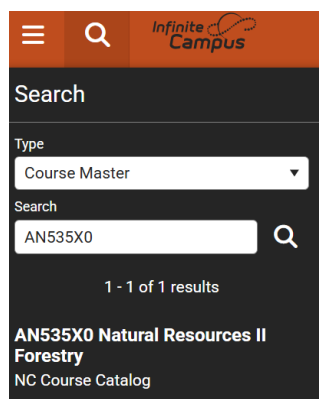 Infinite
Campus
Search
Type
Course Master
Search
AN535X0
1 - 1 of 1 results
AN535X0 Natural Resources II
Forestry
NC Course Catalog